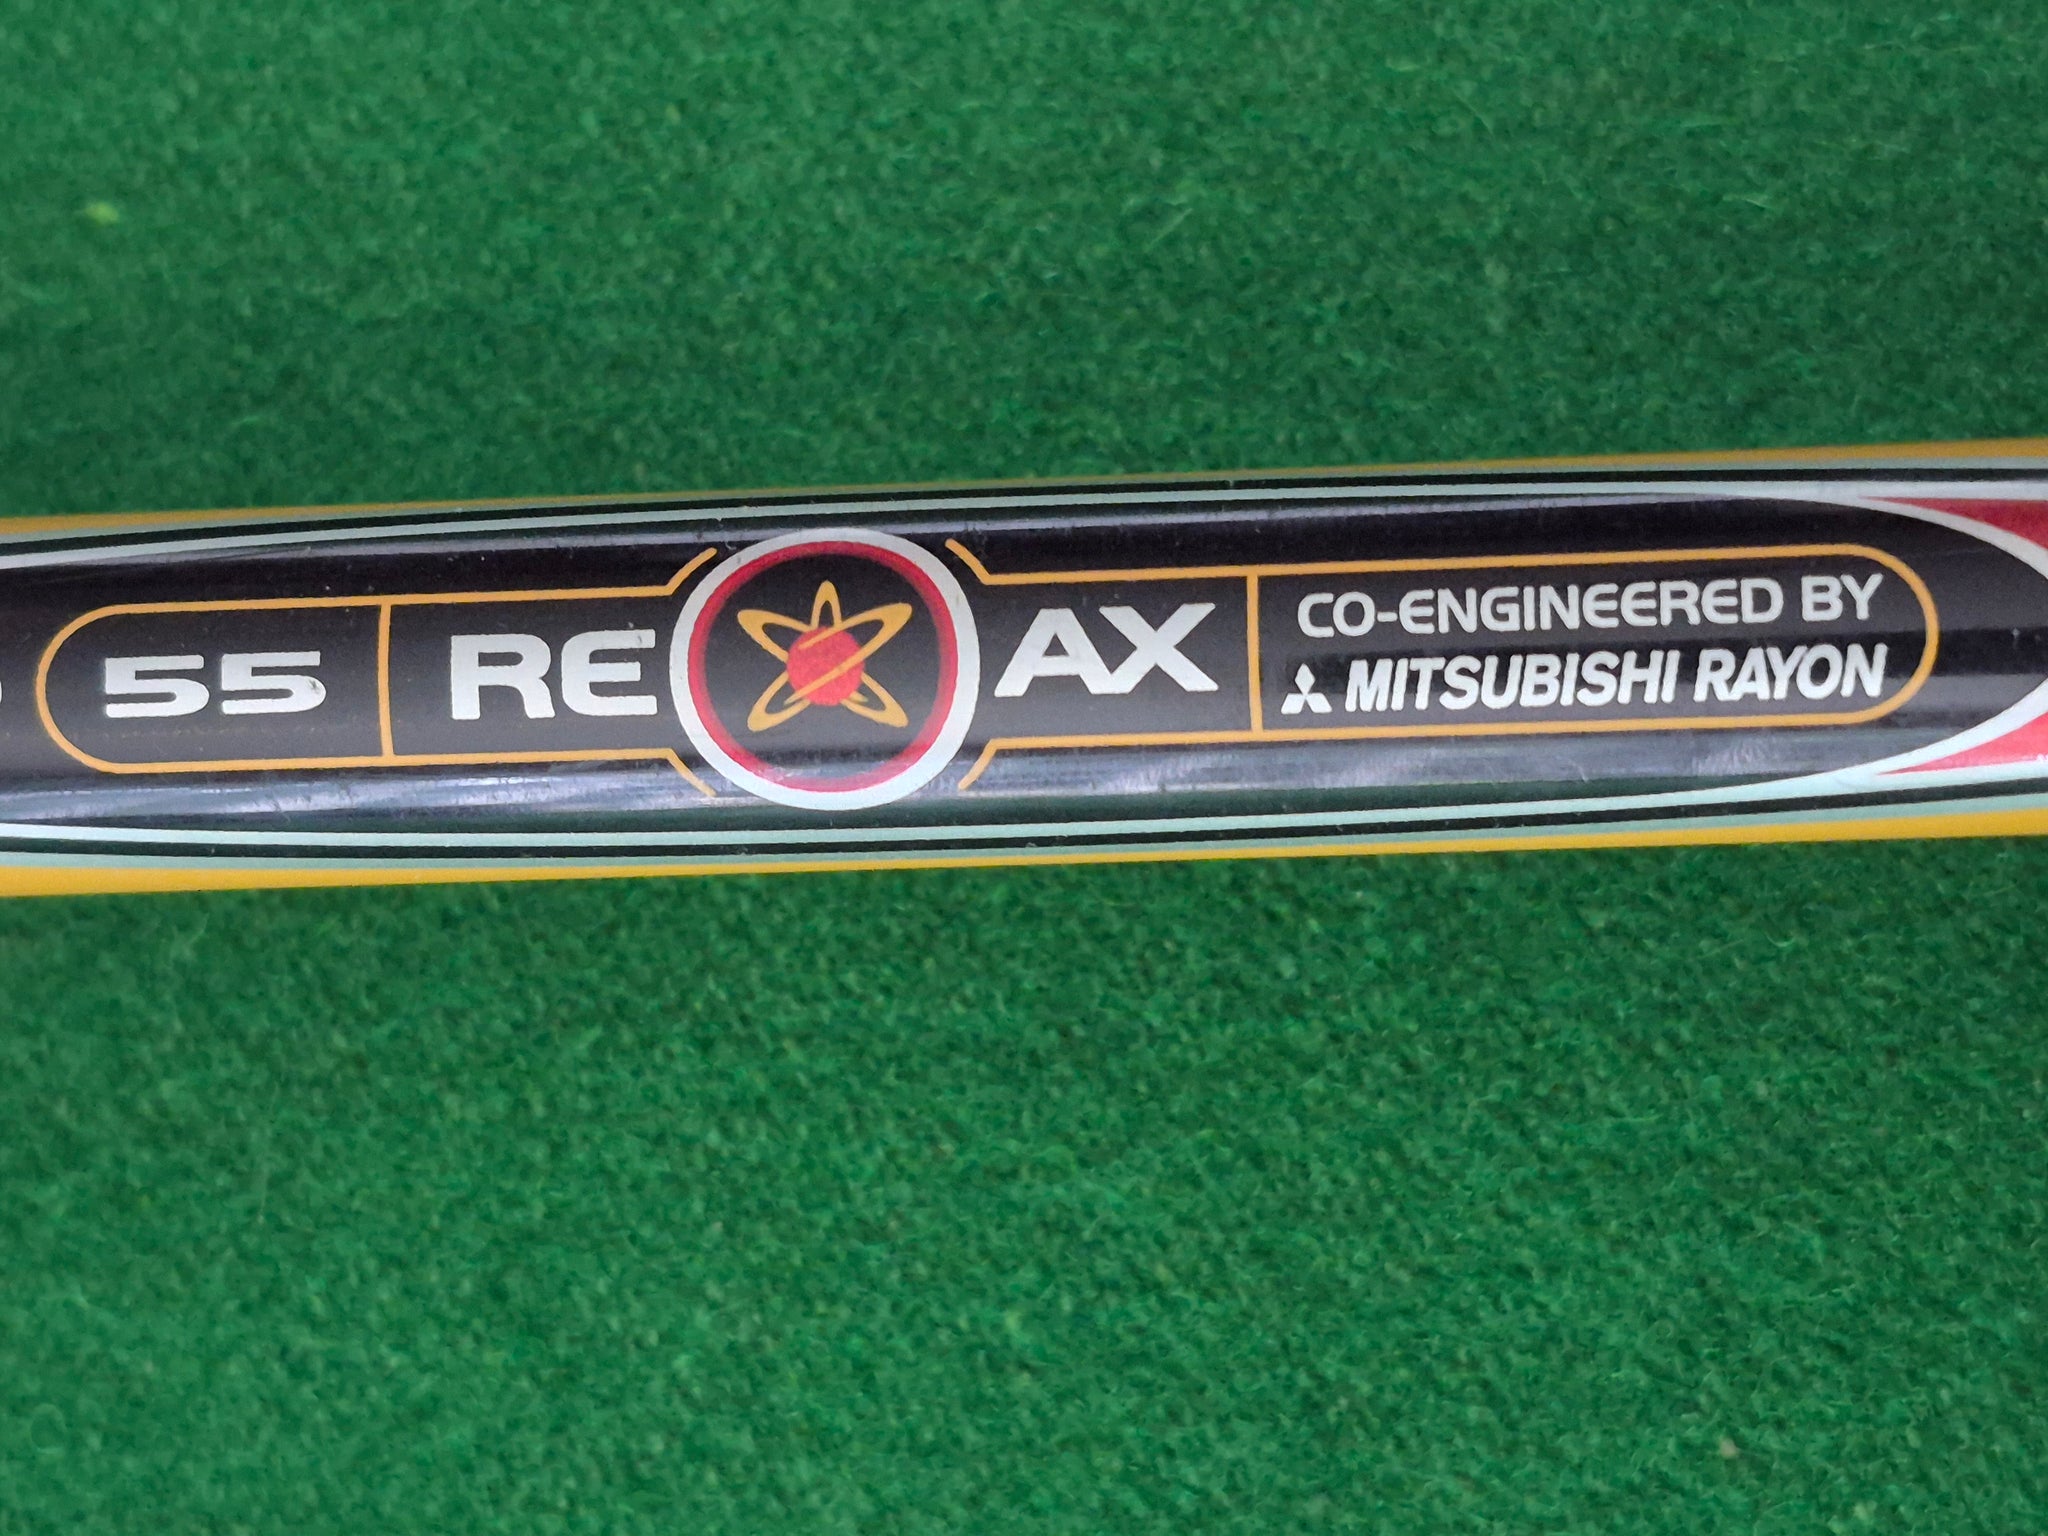 55
RE AX
CO-ENGINEERED BY
MITSUBISHI RAYON